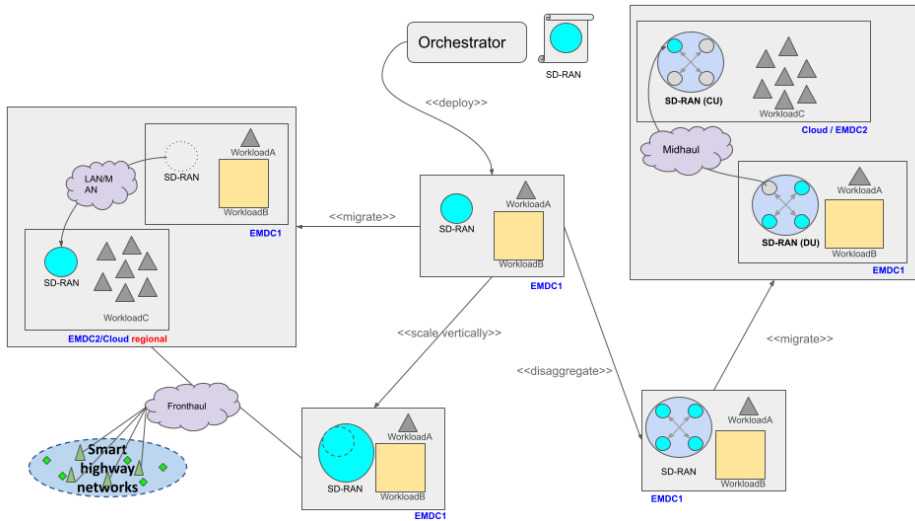 Orchestrator
SD-RAN
<<deploy>>
WorkloadA
SD-RAN
WorkloadB
EMDC1
LAN/M
AN
SD-RAN
WorkloadC
EMDC2/Cloud regional
<<migrate>>
WorkloadA
SD-RAN
WorkloadB
EMDC1
SD-RAN (CU)
WorkloadC
Cloud / EMDC2
Midhaul
WorkloadA
SD-RAN (DU)
WorkloadB
EMDC1
<<scale vertically>>
<<disaggregate>>
<<migrate>>
Fronthaul
Smart
highway
networks
WorkloadA
SD-RAN
WorkloadB
EMDC1
WorkloadA
SD-RAN
WorkloadB
EMDC1